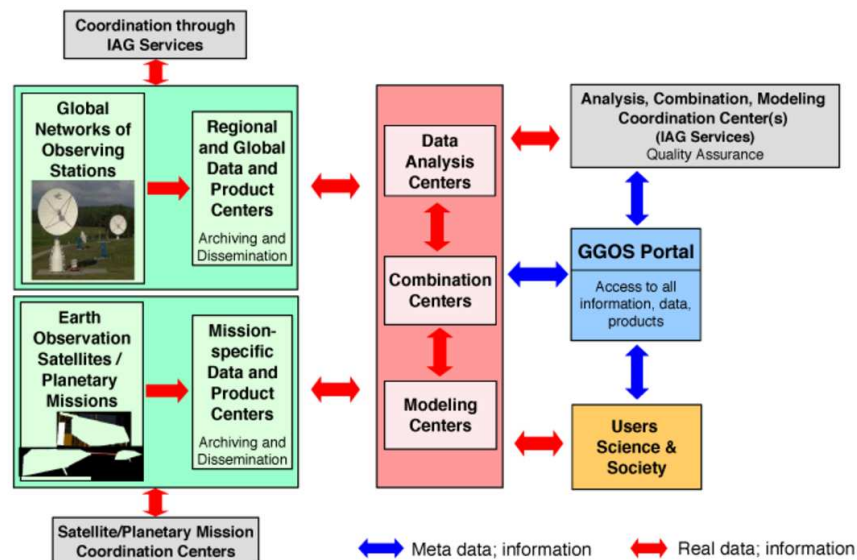 Coordination through
IAG Services
Global
Networks of
Observing
Stations
Regional
and Global
Data and
Product
Centers
Archiving and
Dissemination
Data
Analysis
Centers
Analysis, Combination, Modeling
Coordination Center(s)
(IAG Services)
Quality Assurance
Combination
Centers
GGOS Portal
Access to all
information, data,
products
Earth
Observation
Satellites /
Planetary
Missions
Mission-
specific
Data and
Product
Centers
Archiving and
Dissemination
Modeling
Centers
Users
Science &
Society
Satellite/Planetary Mission
Coordination Centers
Meta data; information
Real data; information